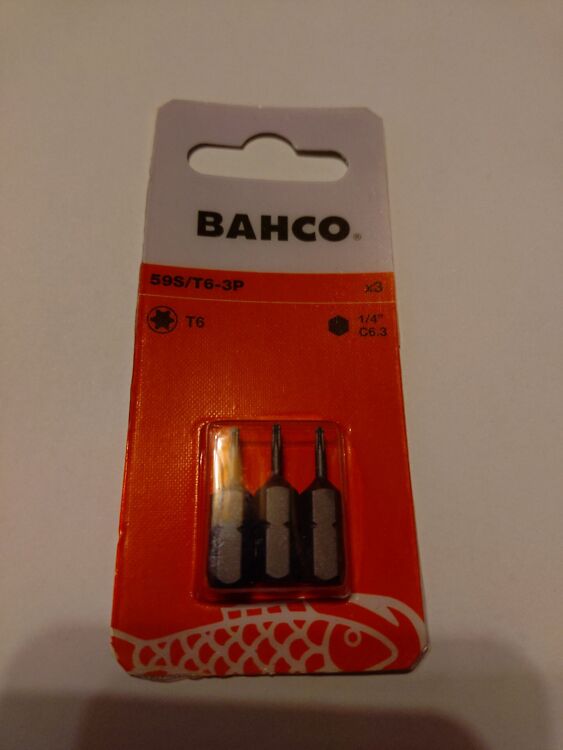 BAHCO®
59S/T6-3P x3
T6 1/4"
C6.3